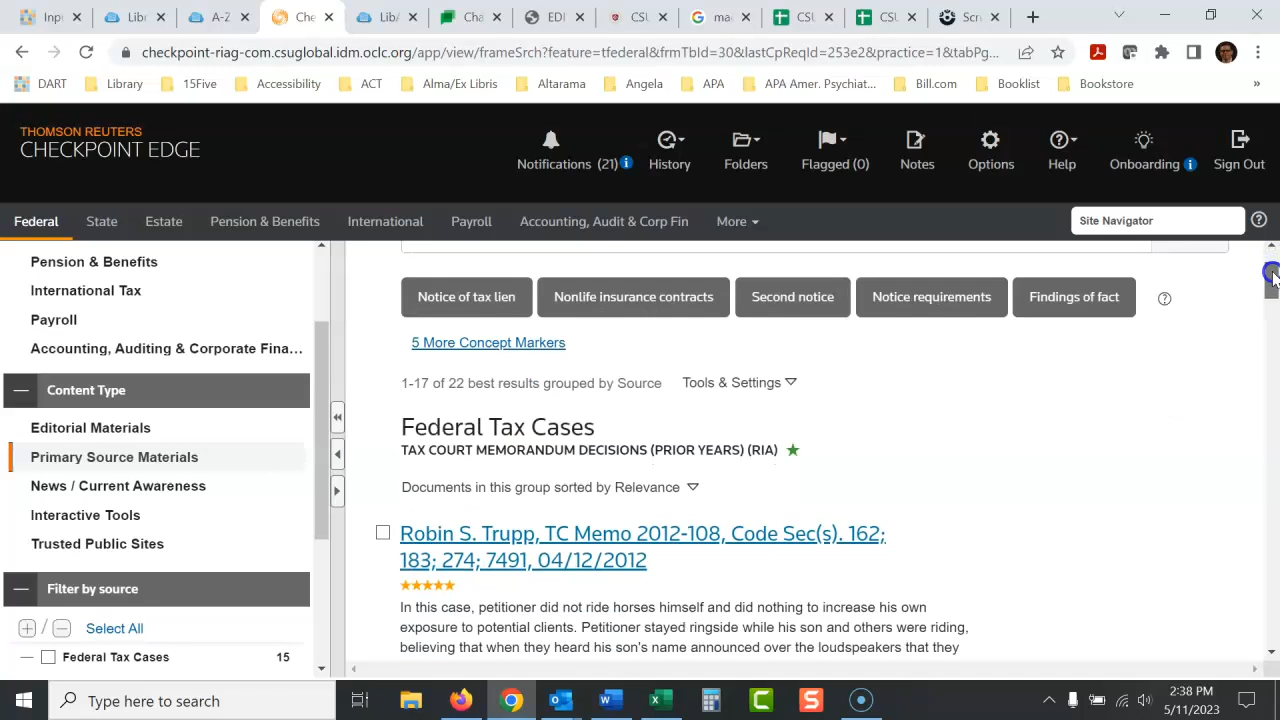 Inpu
Libr
A-Z
Che
Lib/
Cha
EDI
CSL
mac
CSL
CSL
Scr
checkpoint-riag-com.csuglobal.idm.oclc.org/app/view/frameSrch?feature=tfederal&frmTbId=30&lastCpReqId=253e2&practice=1&tabPg...
DART
Library
15Five
Accessibility
ACT
Alma/Ex Libris
Altarama
Angela
APA
APA Amer. Psychiat...
Bill.com
Booklist
Bookstore
»
THOMSON REUTERS
CHECKPOINT EDGE
Notifications (21)
History
Folders
Flagged (0)
Notes
Options
Help
Onboarding
Sign Out
Federal
State
Estate
Pension & Benefits
International
Payroll
Accounting, Audit & Corp Fin
More
Site Navigator
Pension & Benefits
International Tax
Payroll
Accounting, Auditing & Corporate Fina...
Content Type
Editorial Materials
Primary Source Materials
News / Current Awareness
Interactive Tools
Trusted Public Sites
Filter by source
/ Select All
Federal Tax Cases 15
Notice of tax lien
Nonlife insurance contracts
Second notice
Notice requirements
Findings of fact
5 More Concept Markers
1-17 of 22 best results grouped by Source
Tools & Settings
Federal Tax Cases
TAX COURT MEMORANDUM DECISIONS (PRIOR YEARS) (RIA)
Documents in this group sorted by Relevance
Robin S. Trupp, TC Memo 2012-108, Code Sec(s). 162;
183; 274; 7491, 04/12/2012
In this case, petitioner did not ride horses himself and did nothing to increase his own
exposure to potential clients. Petitioner stayed ringside while his son and others were riding,
believing that when they heard his son's name announced over the loudspeakers that they
Type here to search
2:38 PM
5/11/2023